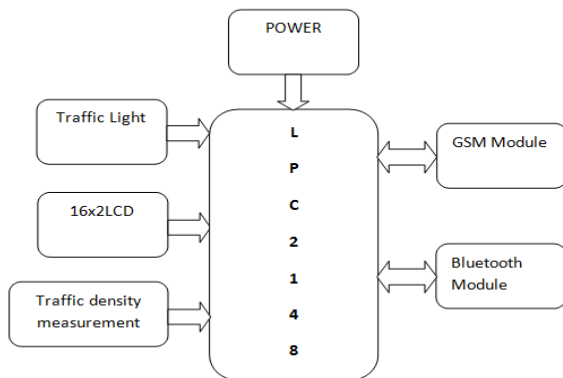 POWER
Traffic Light
16x2LCD
Traffic density
measurement
L
P
C
2
1
4
8
GSM Module
Bluetooth
Module